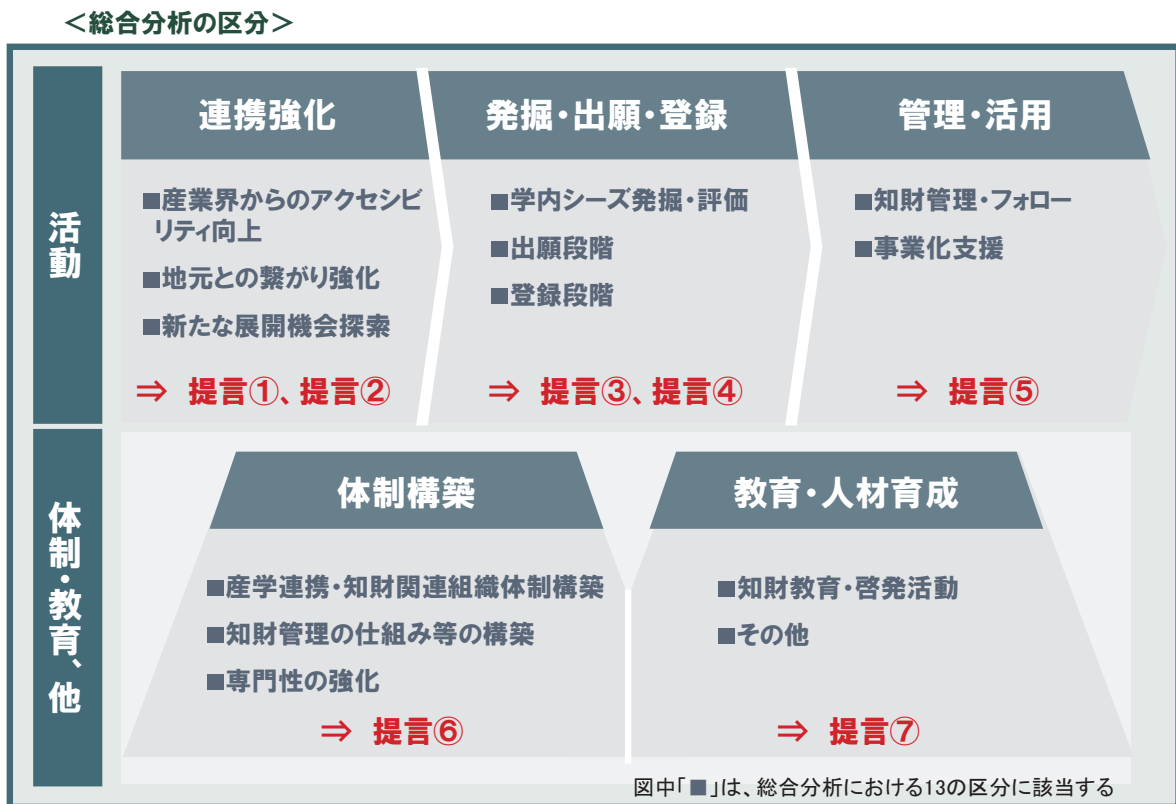 ＜総合分析の区分＞
活動
連携強化
■産業界からのアクセシビ
リティ向上
■地元との繋がり強化
■新たな展開機会探索
⇒ 提言①、提言②
発掘・出願・登録
■学内シーズ発掘・評価
■出願段階
■登録段階
⇒ 提言③、提言④
管理・活用
■知財管理・フォロー
■事業化支援
⇒ 提言⑤
体制・教育、他
体制構築
■産学連携・知財関連組織体制構築
■知財管理の仕組み等の構築
■専門性の強化
⇒ 提言⑥
教育・人材育成
■知財教育・啓発活動
■その他
⇒ 提言⑦
図中「■」は、総合分析における13の区分に該当する